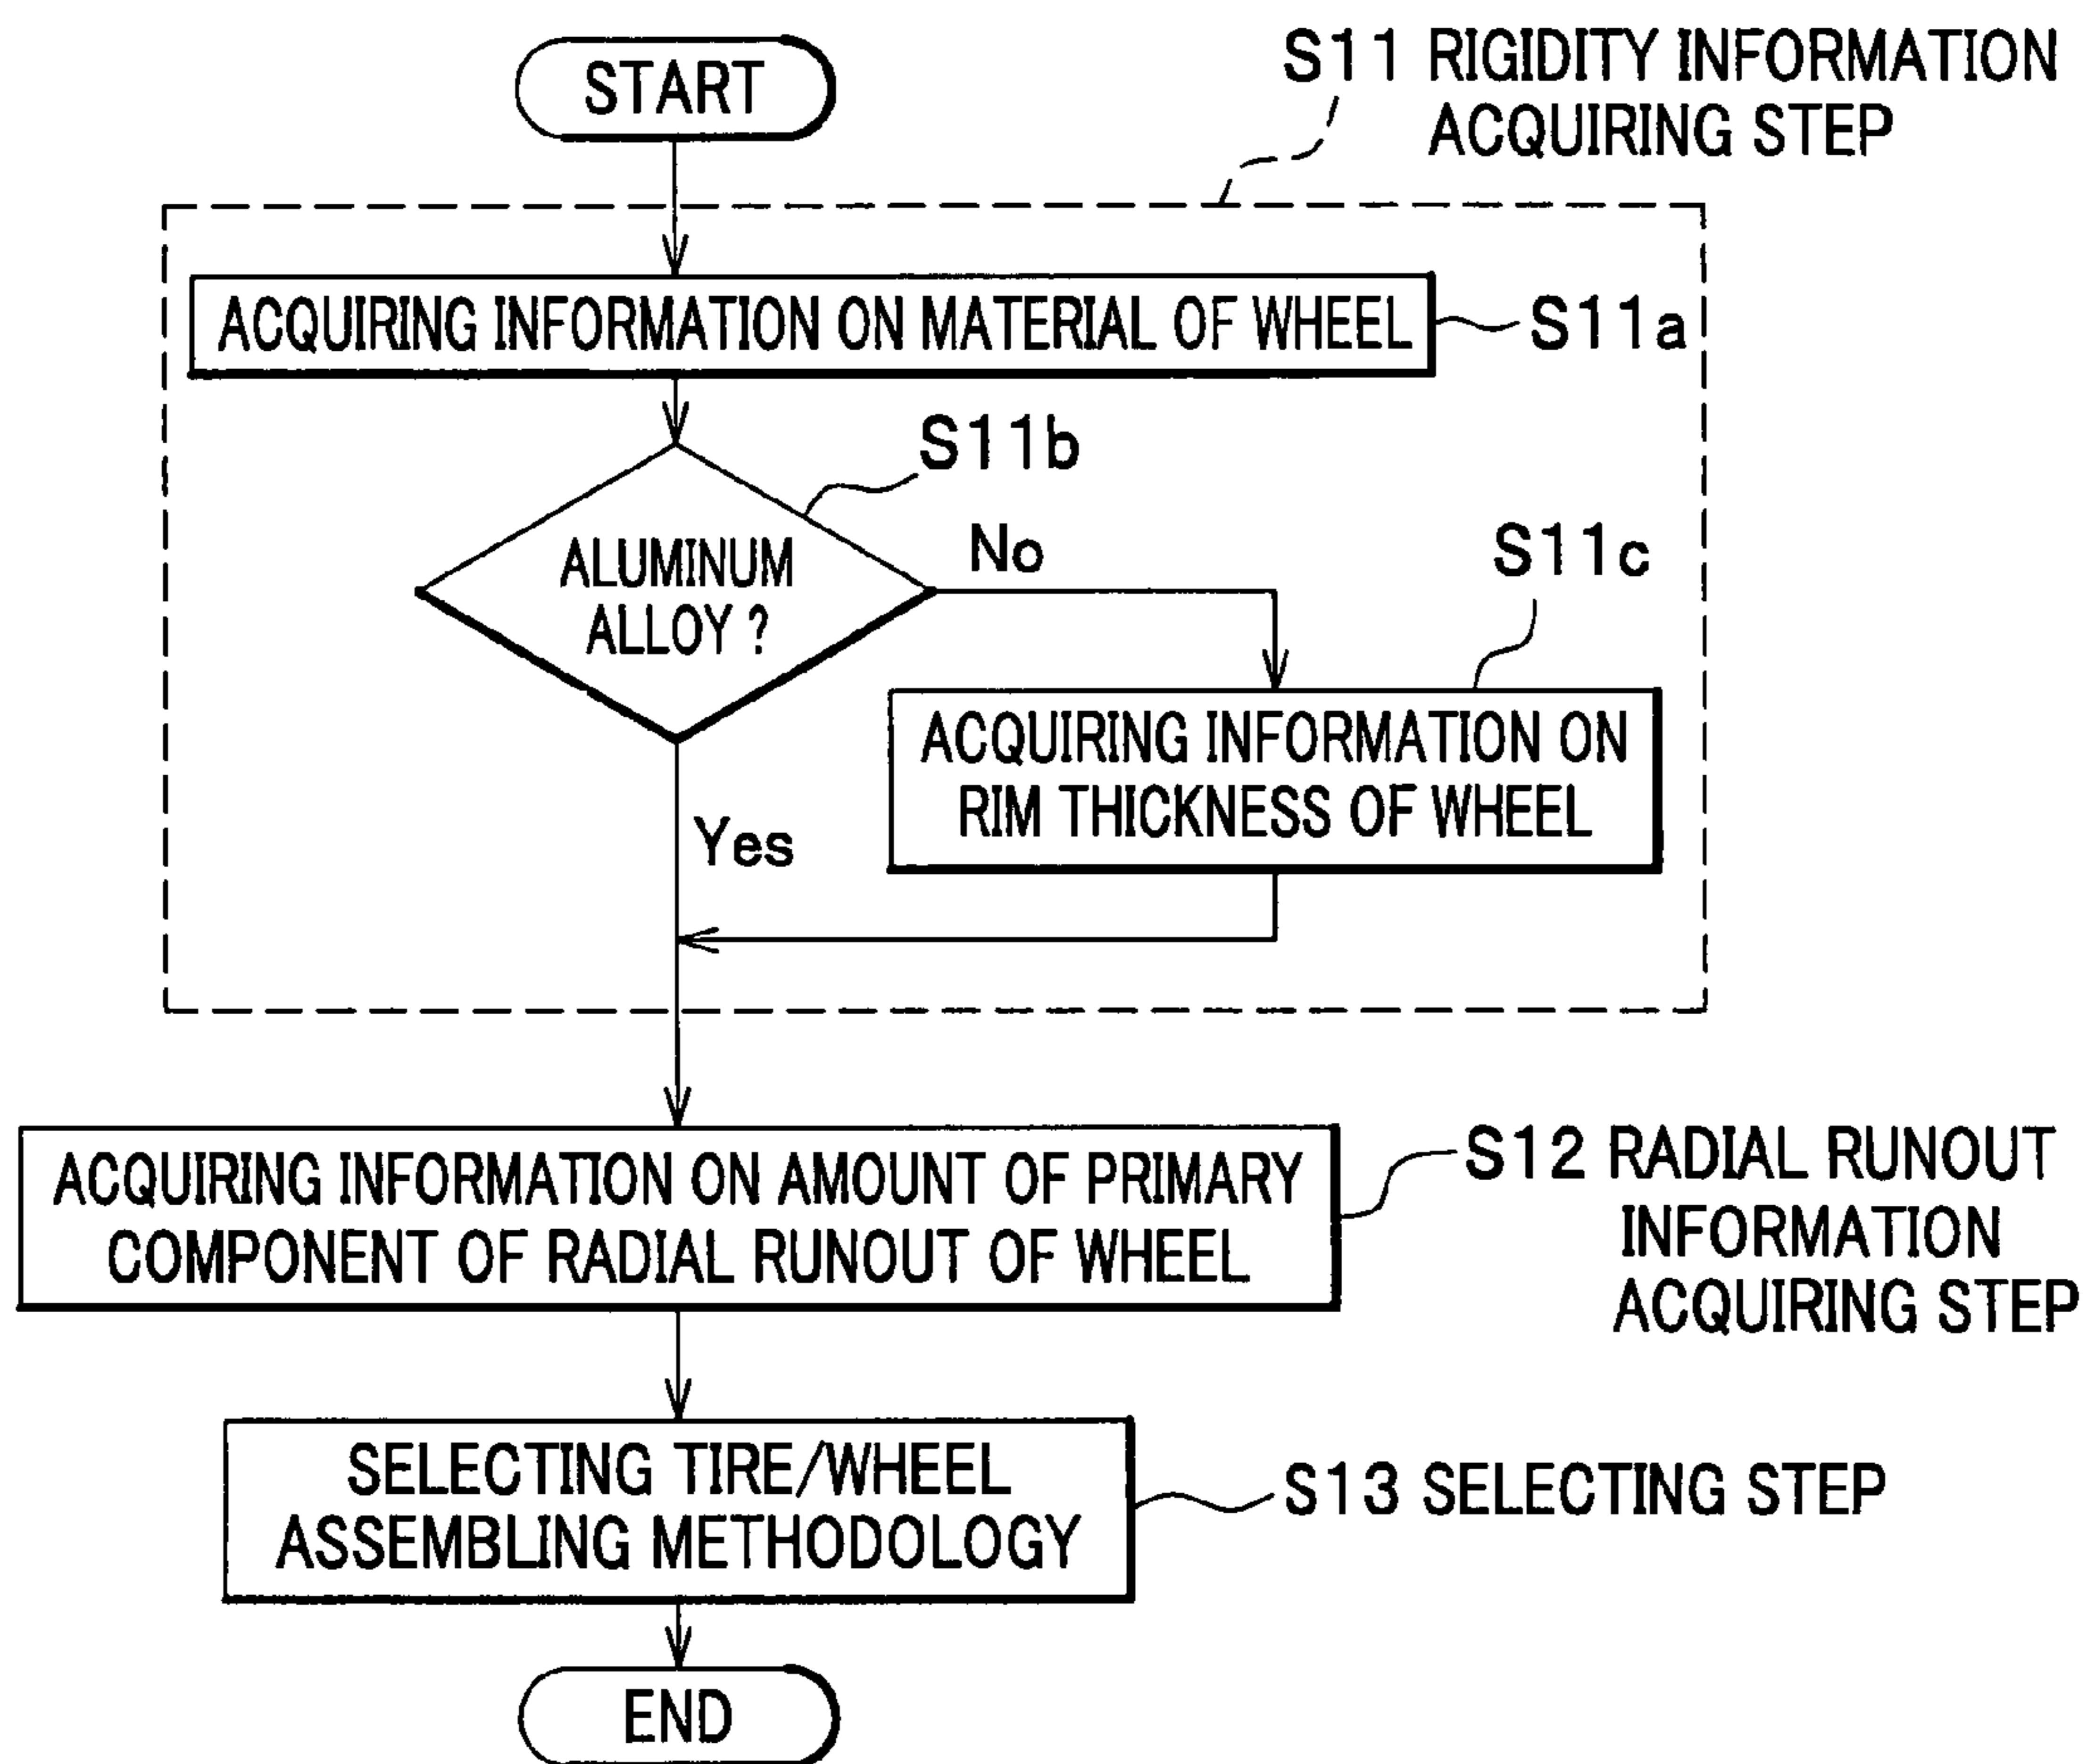 START
S11 RIGIDITY INFORMATION
ACQUIRING STEP
ACQUIRING INFORMATION ON MATERIAL OF WHEEL
S11a
S11b
ALUMINUM
ALLOY ?
No
S11c
ACQUIRING INFORMATION ON
RIM THICKNESS OF WHEEL
Yes
ACQUIRING INFORMATION ON AMOUNT OF PRIMARY
COMPONENT OF RADIAL RUNOUT OF WHEEL
S12 RADIAL RUNOUT
INFORMATION
ACQUIRING STEP
SELECTING TIRE/WHEEL
ASSEMBLING METHODOLOGY
S13 SELECTING STEP
END